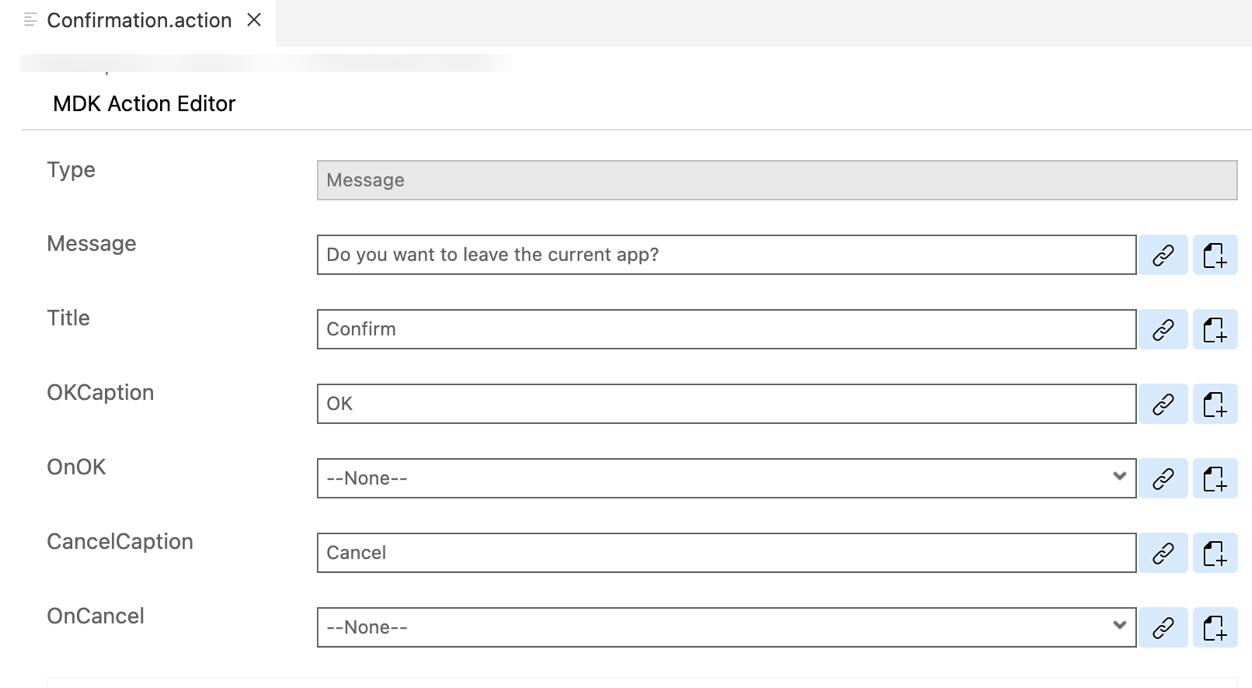 Confirmation.action
MDK Action Editor
Type
Message
Message
Do you want to leave the current app?
Title
Confirm
OKCaption
OK
OnOK
--None--
CancelCaption
Cancel
OnCancel
--None--